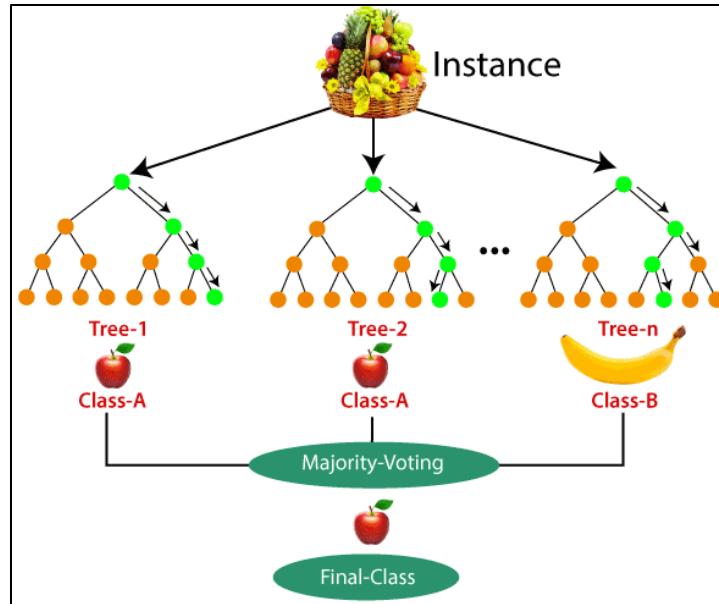 Instance
Tree-1
Tree-2
Tree-n
Class-A
Class-A
Class-B
Majority-Voting
Final-Class